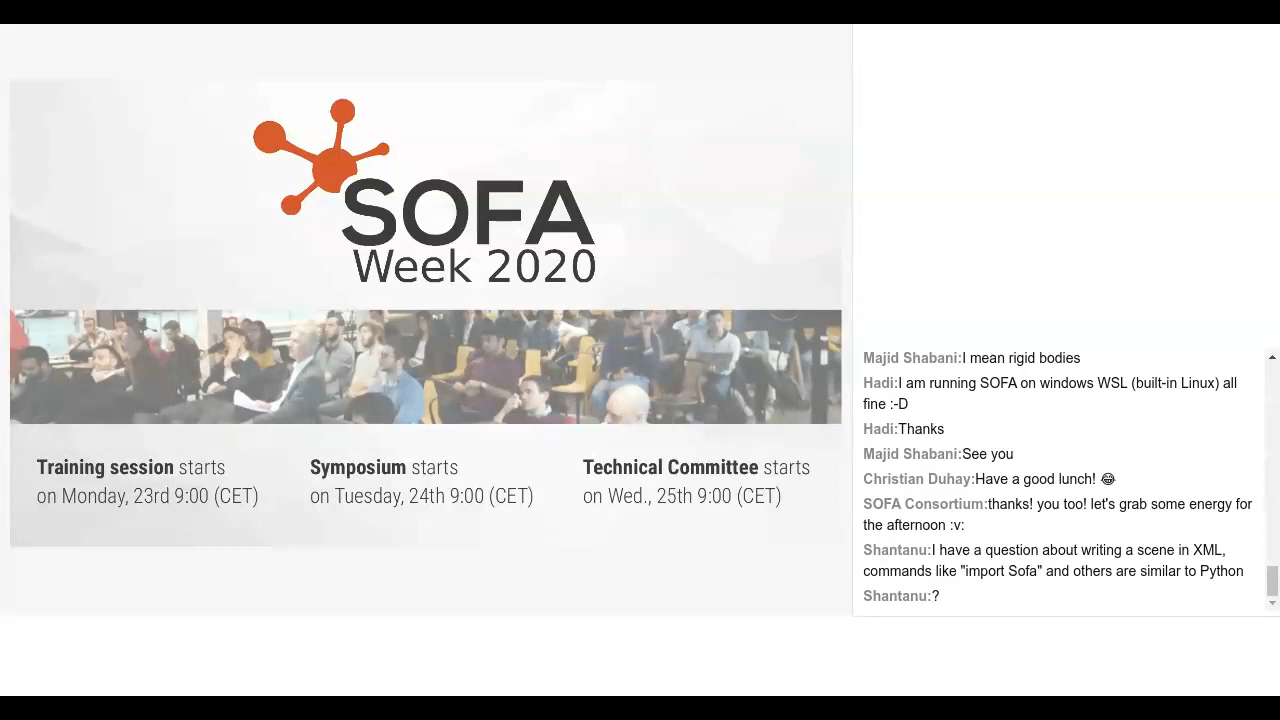 SOFA
Week 2020
Training session starts
on Monday, 23rd 9:00 (CET)
Symposium starts
on Tuesday, 24th 9:00 (CET)
Technical Committee starts
on Wed., 25th 9:00 (CET)
Majid Shabani:I mean rigid bodies
Hadi:I am running SOFA on windows WSL (built-in Linux) all
fine :-D
Hadi:Thanks
Majid Shabani:See you
Christian Duhay:Have a good lunch! 😂
SOFA Consortium:thanks! you too! let's grab some energy for
the afternoon :v:
Shantanu:I have a question about writing a scene in XML,
commands like "import Sofa" and others are similar to Python
Shantanu:?